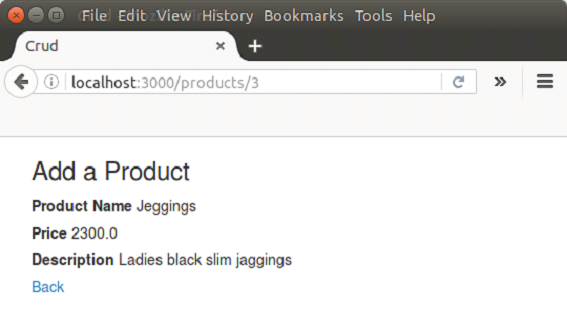 File Edit View History Bookmarks Tools Help
Crud
localhost:3000/products/3
Add a Product
Product Name Jeggings
Price 2300.0
Description Ladies black slim jaggings
Back